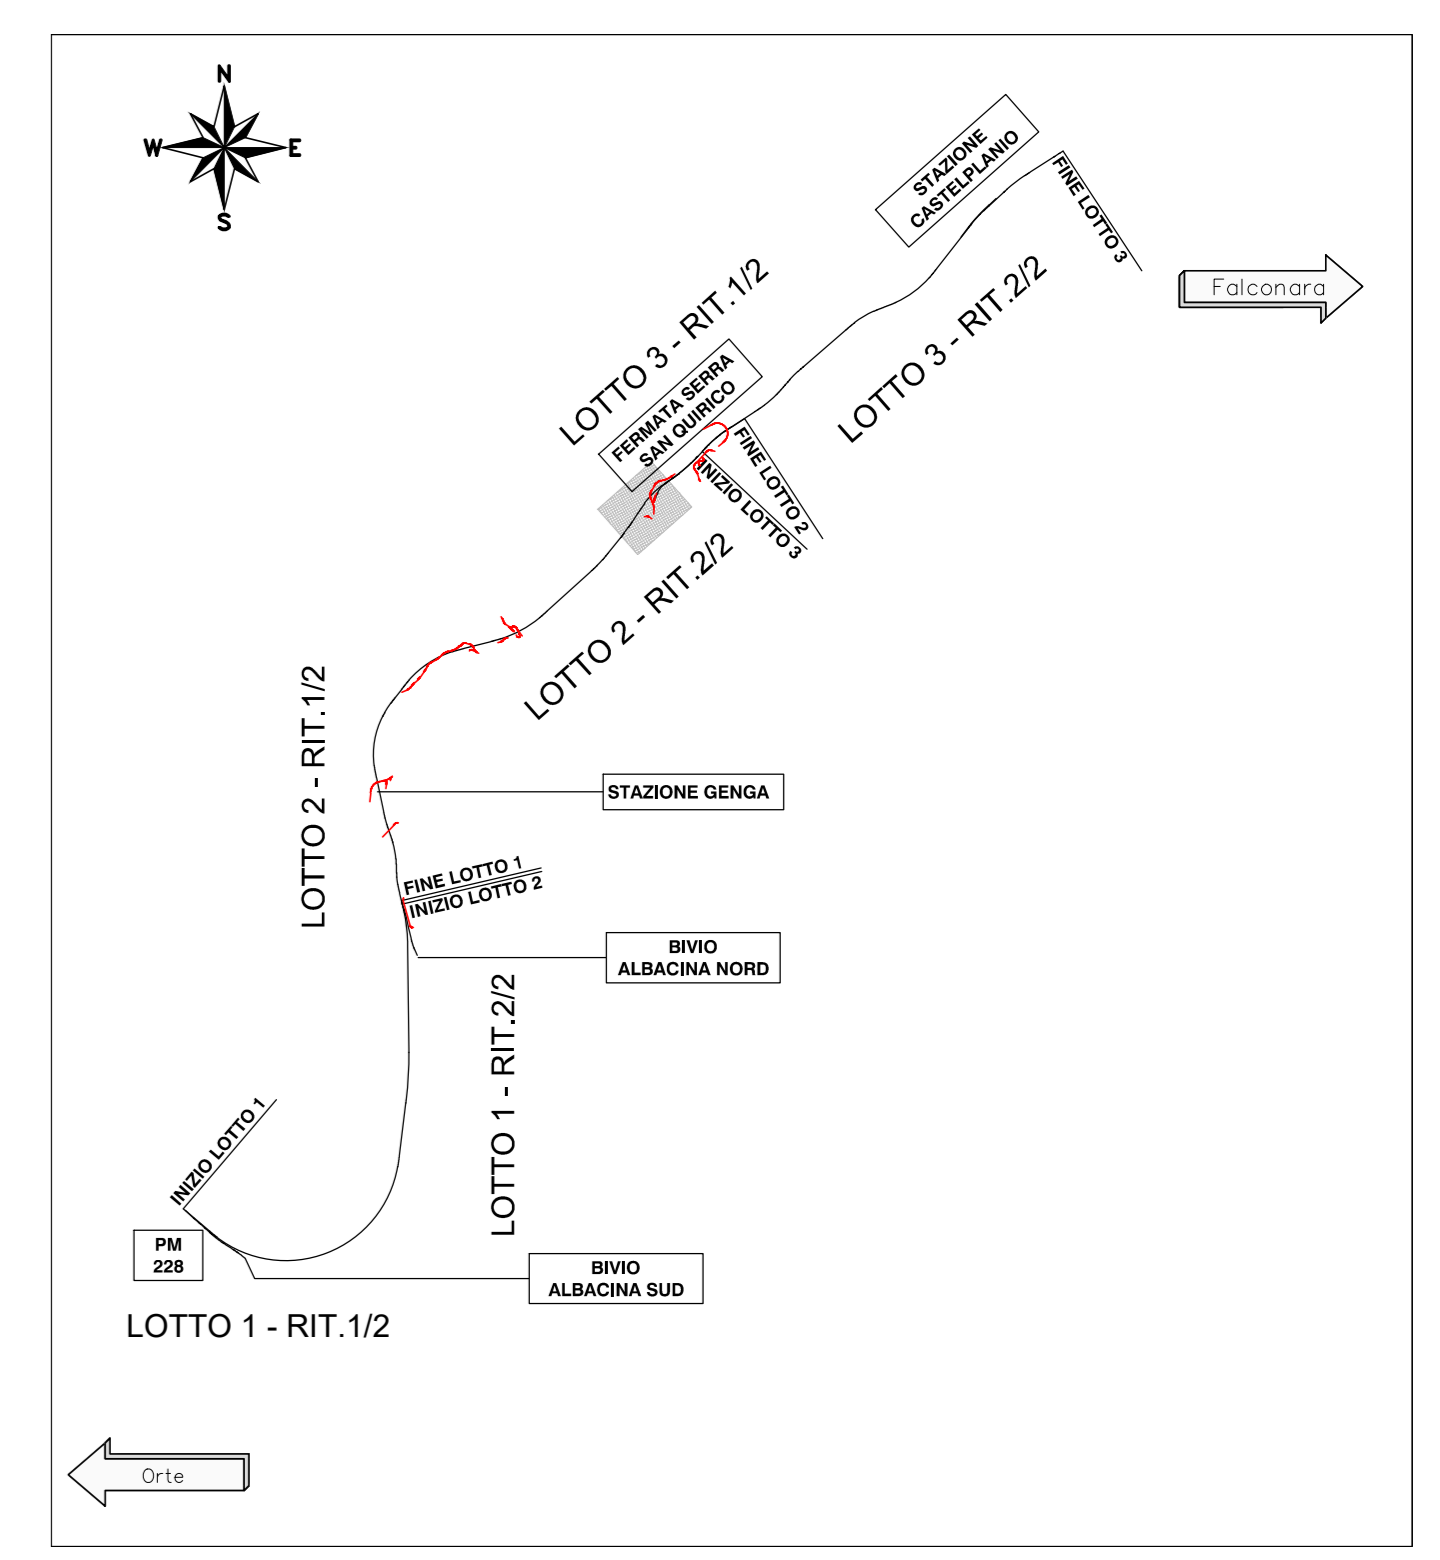 N
W E
S
STAZIONE
CASTELPLANIO
FINE LOTTO 3
Falconara
LOTTO 3 - RIT.1/2
LOTTO 3 - RIT.2/2
FERMATA SERRA
SAN QUIRICO
FINE LOTTO 2
INIZIO LOTTO 3
LOTTO 2 - RIT.2/2
LOTTO 2 - RIT.1/2
STAZIONE GENGA
FINE LOTTO 1
INIZIO LOTTO 2
BIVIO
ALBACINA NORD
LOTTO 1 - RIT.2/2
INIZIO LOTTO 1
PM
228
BIVIO
ALBACINA SUD
LOTTO 1 - RIT.1/2
Orte